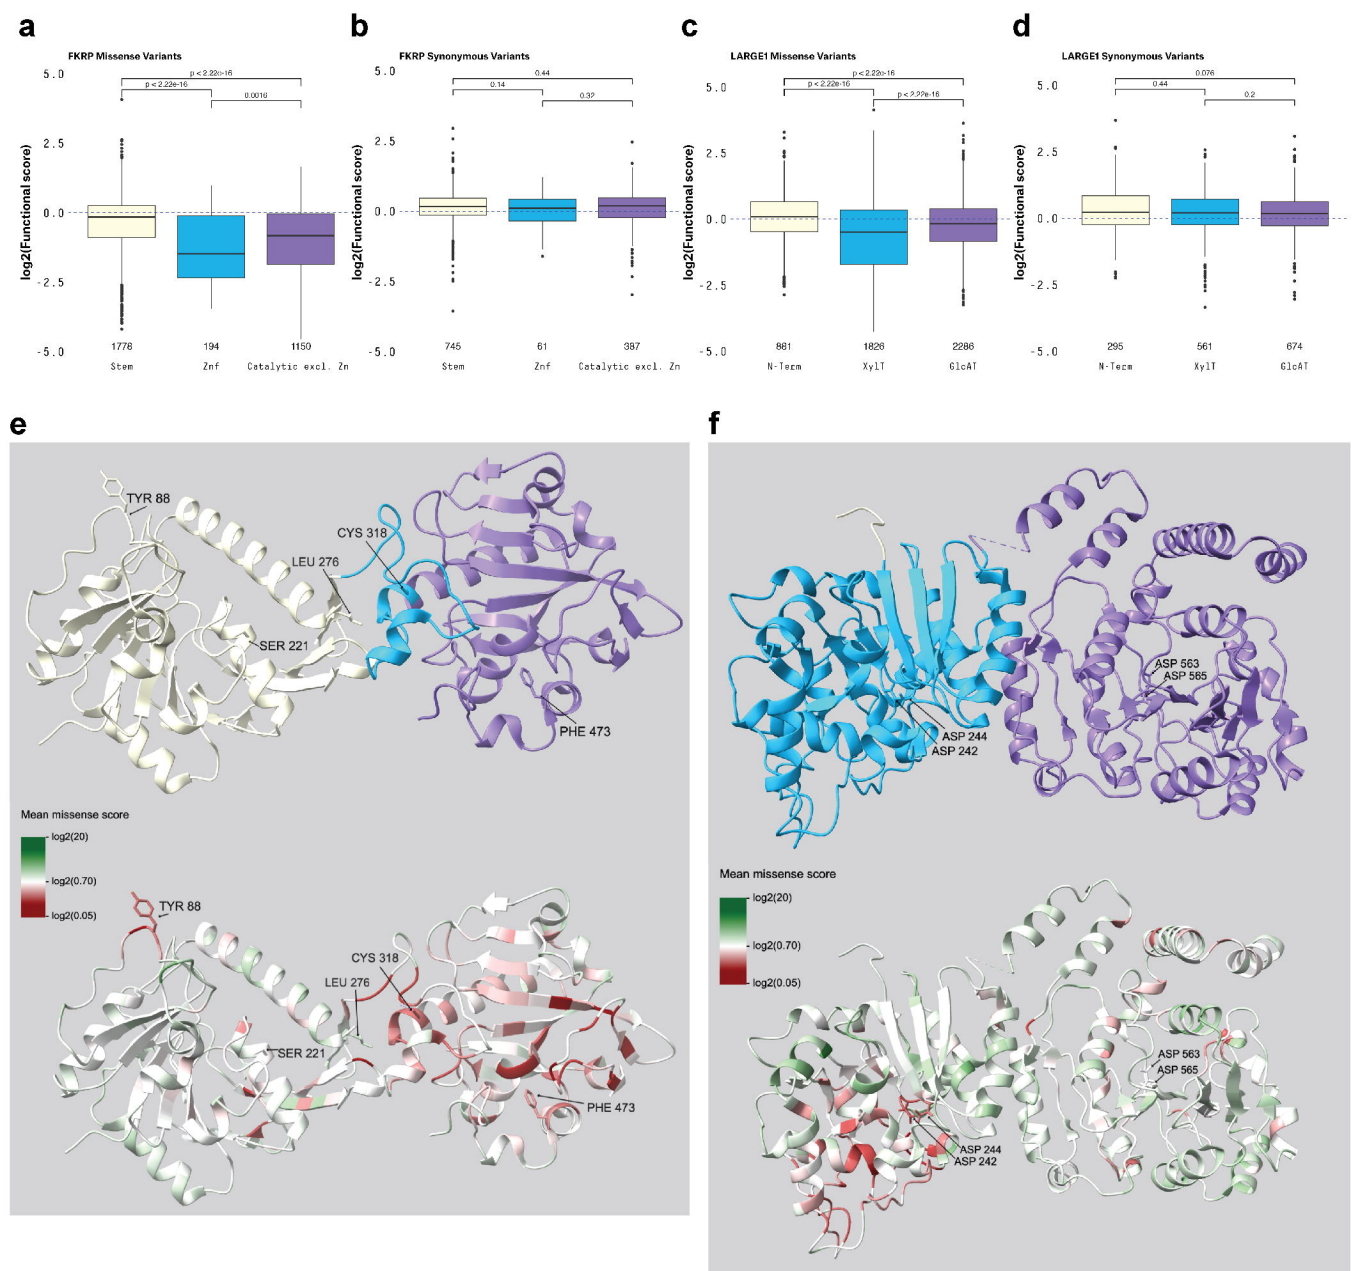 a
FKRP Missense Variants
log2(Functional score)
5.0
2.5
0.0
-2.5
-5.0
p < 2.22e-16
p < 2.22e-16
0.0016
1776
194
1150
Stem
Znf
Catalytic excl. Zn
b
FKRP Synonymous Variants
log2(Functional score)
5.0
2.5
0.0
-2.5
-5.0
0.44
0.14
0.32
745
61
387
Stem
Znf
Catalytic excl. Zn
c
LARGE1 Missense Variants
log2(Functional score)
5.0
2.5
0.0
-2.5
-5.0
p < 2.22e-16
p < 2.22e-16
p < 2.22e-16
861
1826
2286
N-Term
XylT
GlcAT
d
LARGE1 Synonymous Variants
log2(Functional score)
5.0
2.5
0.0
-2.5
-5.0
0.076
0.44
0.2
295
561
674
N-Term
XylT
GlcAT
e
TYR 88
CYS 318
LEU 276
SER 221
PHE 473
Mean missense score
log2(20)
log2(0.70)
log2(0.05)
TYR 88
CYS 318
LEU 276
SER 221
PHE 473
f
ASP 563
ASP 565
ASP 244
ASP 242
Mean missense score
log2(20)
log2(0.70)
log2(0.05)
ASP 563
ASP 565
ASP 244
ASP 242